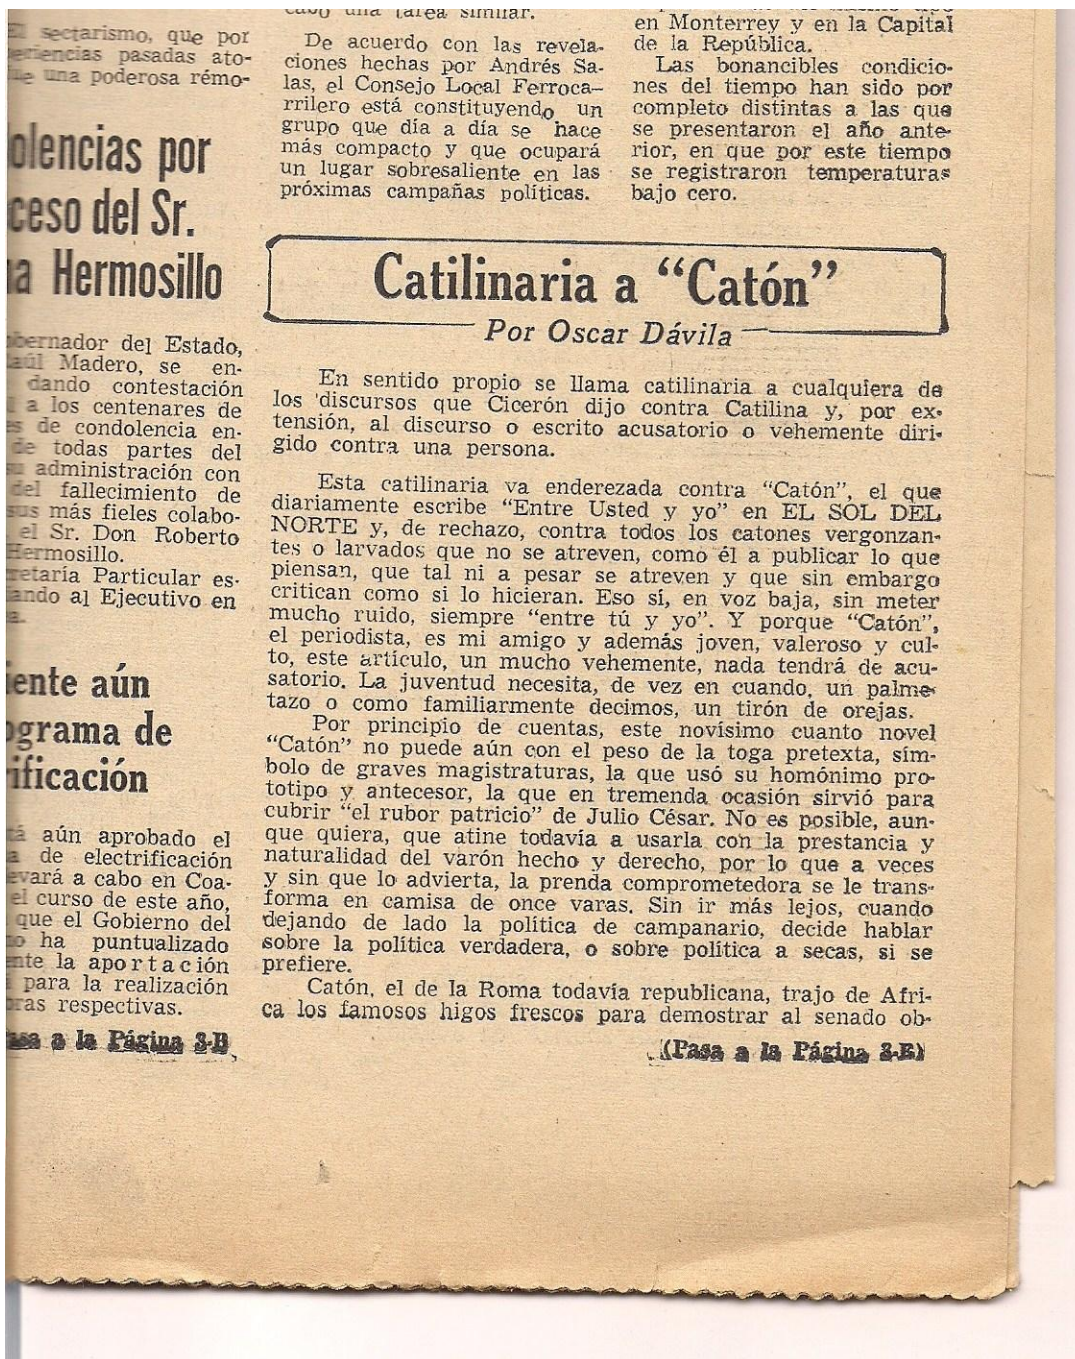 El sectarismo, que por
periencias pasadas ato-
ue una poderosa rémo-
olencias por
ceso del Sr.
na Hermosillo
obernador del Estado,
aúl Madero, se en-
dando contestación
l a los centenares de
es de condolencia en-
de todas partes del
su administración con
del fallecimiento de
sus más fieles colabo-
el Sr. Don Roberto
Hermosillo.
retaría Particular es-
iando al Ejecutivo en
a.
iente aún
ograma de
rificación
tá aún aprobado el
a de electrificación
evará a cabo en Coa-
el curso de este año,
que el Gobierno del
to ha puntualizado
ente la aportación
para la realización
bras respectivas.
asa a la Página 3-B
cabo una tarea similar.
De acuerdo con las revela-
ciones hechas por Andrés Sa-
las, el Consejo Local Ferroca-
rrilero está constituyendo un
grupo que día a día se hace
más compacto y que ocupará
un lugar sobresaliente en las
próximas campañas políticas.
en Monterrey y en la Capital
de la República.
Las bonancibles condicio-
nes del tiempo han sido por
completo distintas a las que
se presentaron el año ante-
rior, en que por este tiempo
se registraron temperaturas
bajo cero.
Catilinaria a “Catón”
Por Oscar Dávila
En sentido propio se llama catilinaria a cualquiera de
los discursos que Cicerón dijo contra Catilina y, por ex-
tensión, al discurso o escrito acusatorio o vehemente diri-
gido contra una persona.
Esta catilinaria va enderezada contra “Catón”, el que
diariamente escribe “Entre Usted y yo” en EL SOL DEL
NORTE y, de rechazo, contra todos los catones vergonzan-
tes o larvados que no se atreven, como él a publicar lo que
piensan, que tal ni a pesar se atreven y que sin embargo
critican como si lo hicieran. Eso sí, en voz baja, sin meter
mucho ruido, siempre “entre tú y yo”. Y porque “Catón”,
el periodista, es mi amigo y además joven, valeroso y cul-
to, este artículo, un mucho vehemente, nada tendrá de acu-
satorio. La juventud necesita, de vez en cuando, un palme-
tazo o como familiarmente decimos, un tirón de orejas.
Por principio de cuentas, este novísimo cuanto novel
“Catón” no puede aún con el peso de la toga pretexta, sím-
bolo de graves magistraturas, la que usó su homónimo pro-
totipo y antecesor, la que en tremenda ocasión sirvió para
cubrir “el rubor patricio” de Julio César. No es posible, aun-
que quiera, que atine todavía a usarla con la prestancia y
naturalidad del varón hecho y derecho, por lo que a veces
y sin que lo advierta, la prenda comprometedora se le trans-
forma en camisa de once varas. Sin ir más lejos, cuando
dejando de lado la política de campanario, decide hablar
sobre la política verdadera, o sobre política a secas, si se
prefiere.
Catón, el de la Roma todavía republicana, trajo de Afri-
ca los famosos higos frescos para demostrar al senado ob-
(Pasa a la Página 3-B)